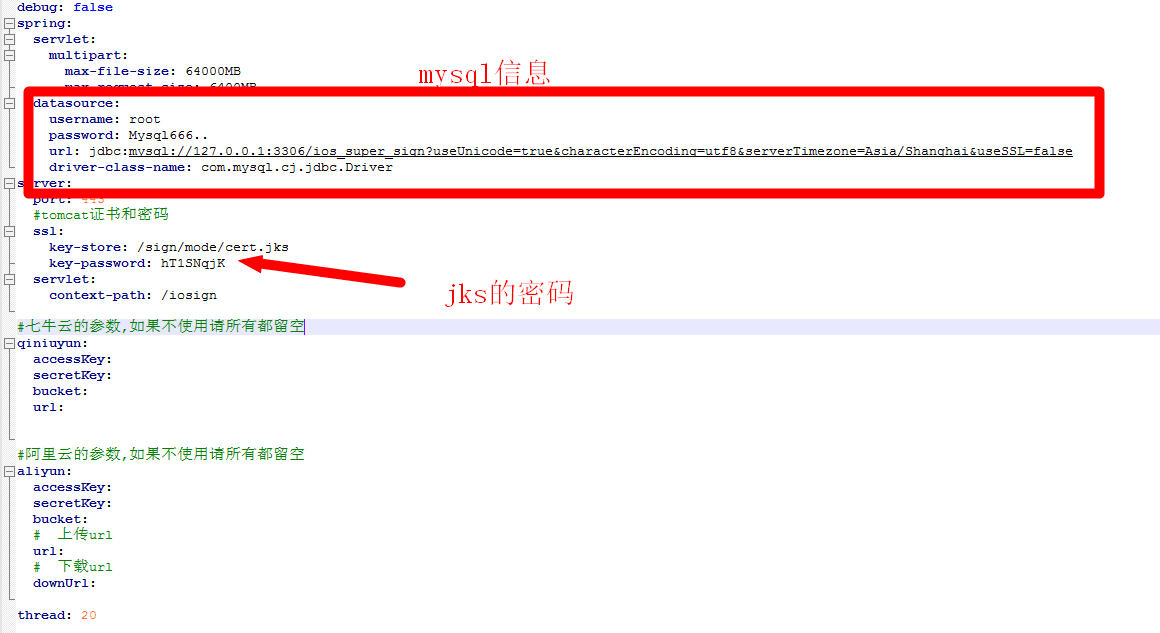 debug: false
spring:
servlet:
multipart:
max-file-size: 64000MB
max-request-size: 6400MB
mysql信息
datasource:
username: root
password: Mysql666..
url: jdbc:mysql://127.0.0.1:3306/ios_super_sign?useUnicode=true&characterEncoding=utf8&serverTimezone=Asia/Shanghai&useSSL=false
driver-class-name: com.mysql.cj.jdbc.Driver
server:
port: 443
#tomcat证书和密码
ssl:
key-store: /sign/mode/cert.jks
key-password: hT1SNqjK
servlet:
jks的密码
context-path: /iosign
#七牛云的参数,如果不使用请所有都留空
qiniuyun:
accessKey:
secretKey:
bucket:
url:
#阿里云的参数,如果不使用请所有都留空
aliyun:
accessKey:
secretKey:
bucket:
# 上传url
url:
# 下载url
downUrl:
thread: 20